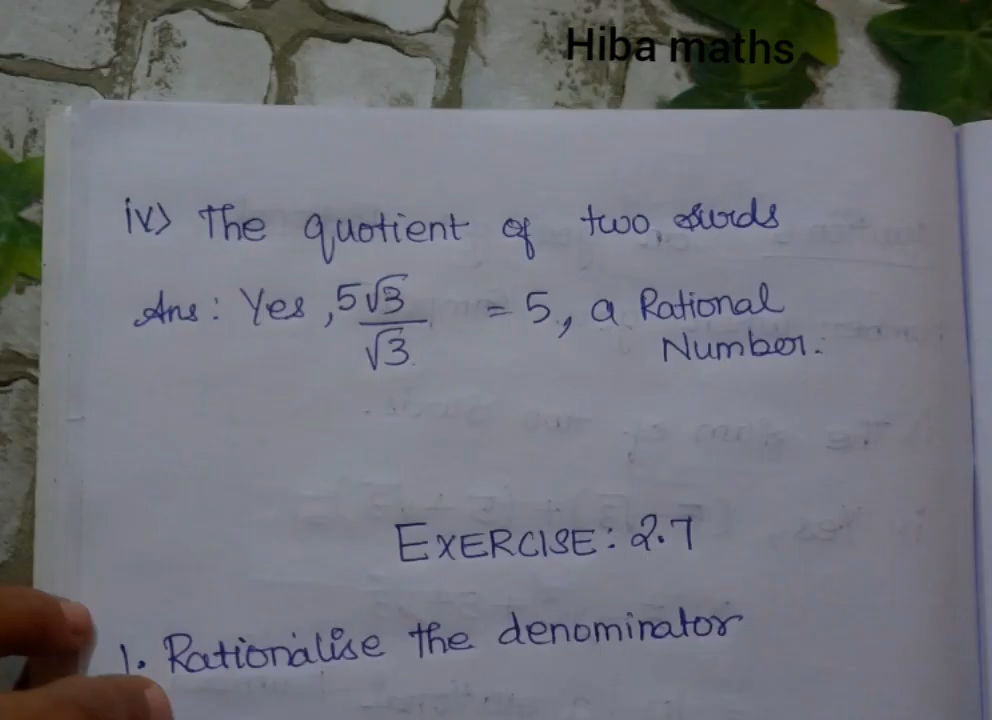 Hiba maths
iv) The quotient of two surds
Ans: Yes, 5√3/√3 = 5, a Rational
Number.
EXERCISE: 2.7
1. Rationalise the denominator